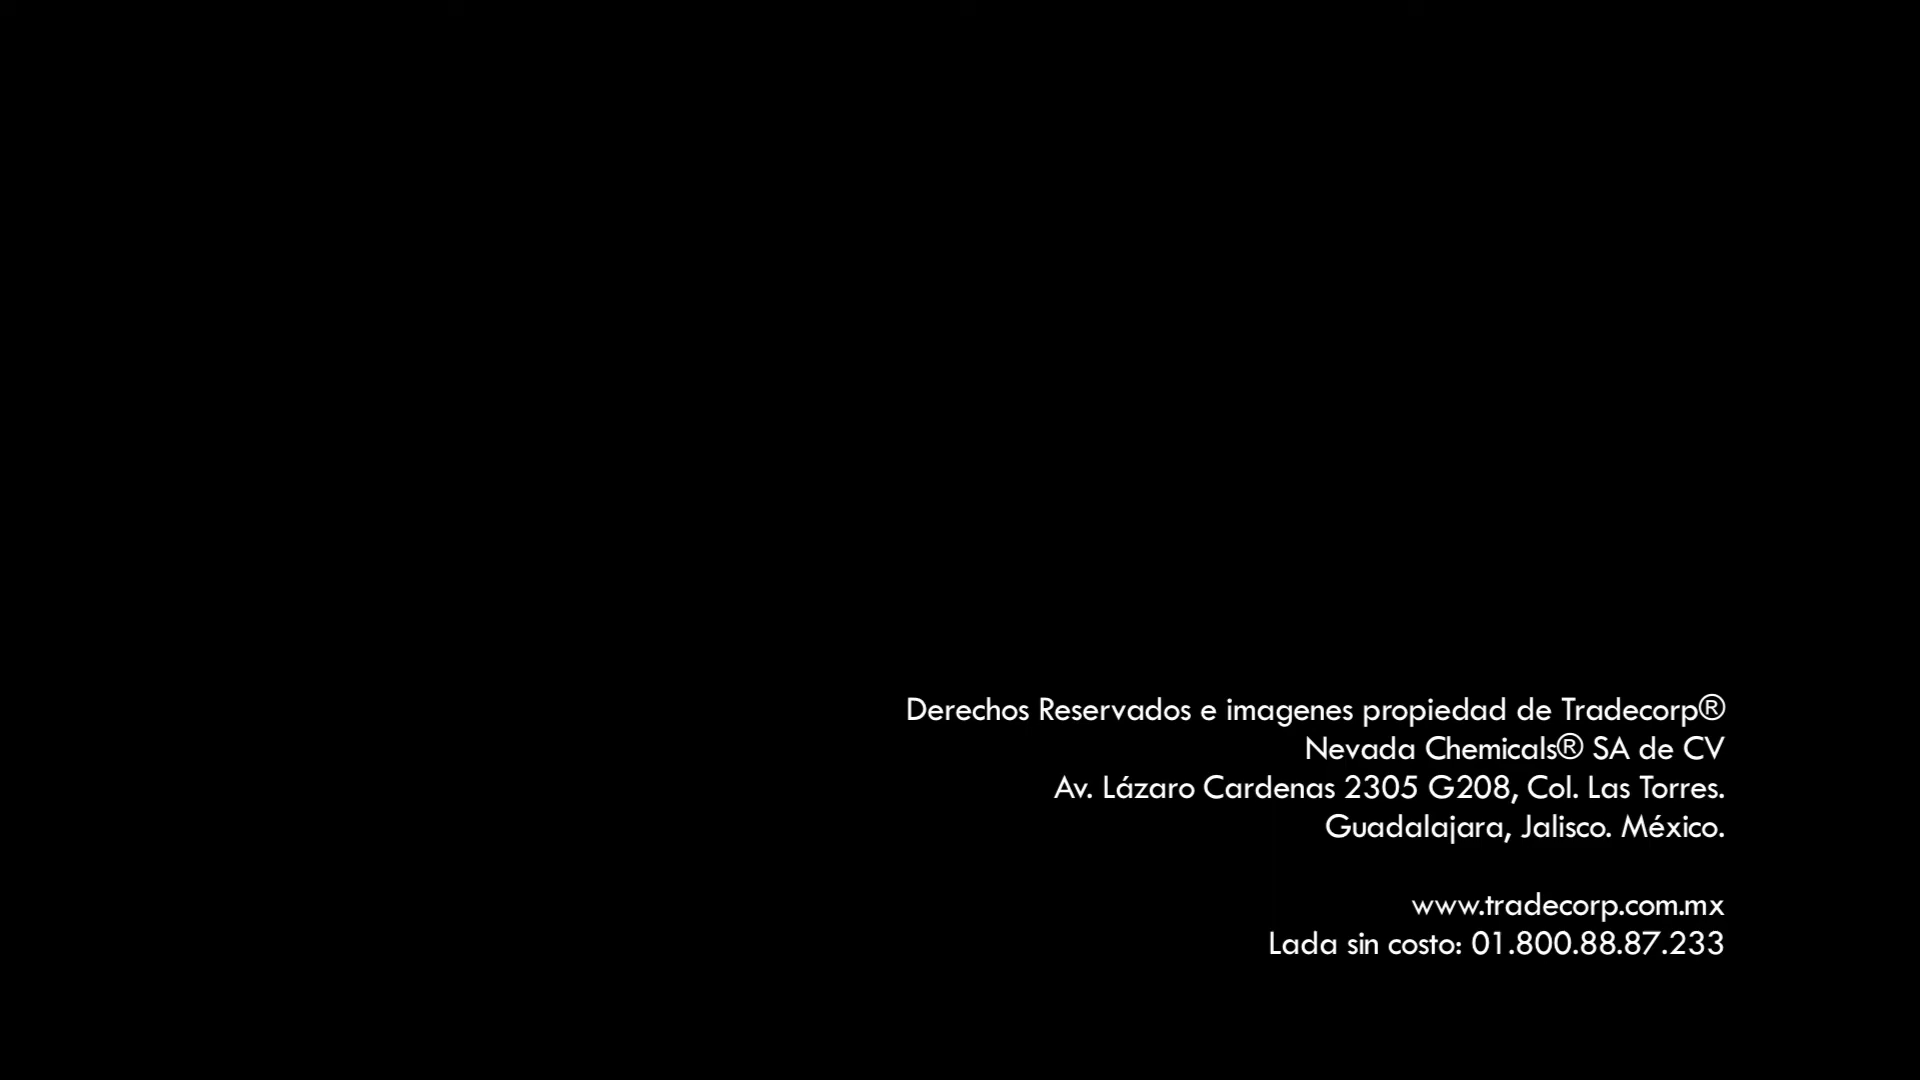 Derechos Reservados e imagenes propiedad de Tradecorp®
Nevada Chemicals® SA de CV
Av. Lázaro Cardenas 2305 G208, Col. Las Torres.
Guadalajara, Jalisco. México.
www.tradecorp.com.mx
Lada sin costo: 01.800.88.87.233